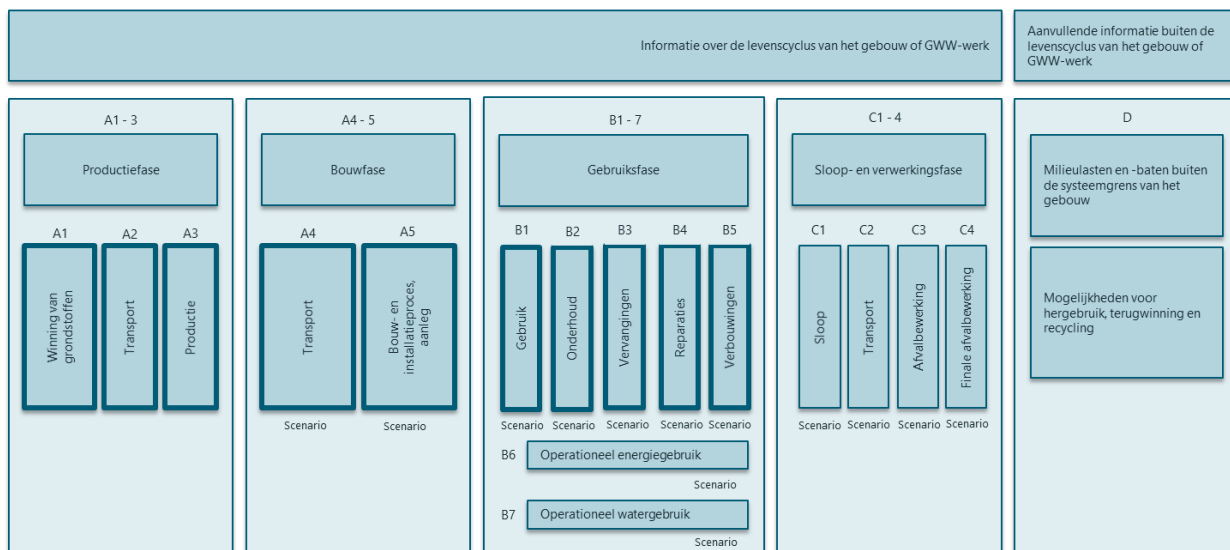 Informatie over de levenscyclus van het gebouw of GWW-werk
Aanvullende informatie buiten de
levenscyclus van het gebouw of
GWW-werk
A1 - 3
Productiefase
A1
A2
A3
Winning van
grondstoffen
Transport
Productie
A4 - 5
Bouwfase
A4
A5
Transport
Bouw- en
installatieproces,
aanleg
Scenario
Scenario
B1 - 7
Gebruiksfase
B1
B2
B3
B4
B5
Gebruik
Onderhoud
Vervangingen
Reparaties
Verbouwingen
Scenario
Scenario
Scenario
Scenario
Scenario
B6
Operationeel energiegebruik
Scenario
B7
Operationeel watergebruik
Scenario
C1 - 4
Sloop- en verwerkingsfase
C1
C2
C3
C4
Sloop
Transport
Afvalbewerking
Finale afvalbewerking
Scenario
Scenario
Scenario
Scenario
D
Milieulasten en -baten buiten
de systeemgrens van het
gebouw
Mogelijkheden voor
hergebruik, terugwinning en
recycling